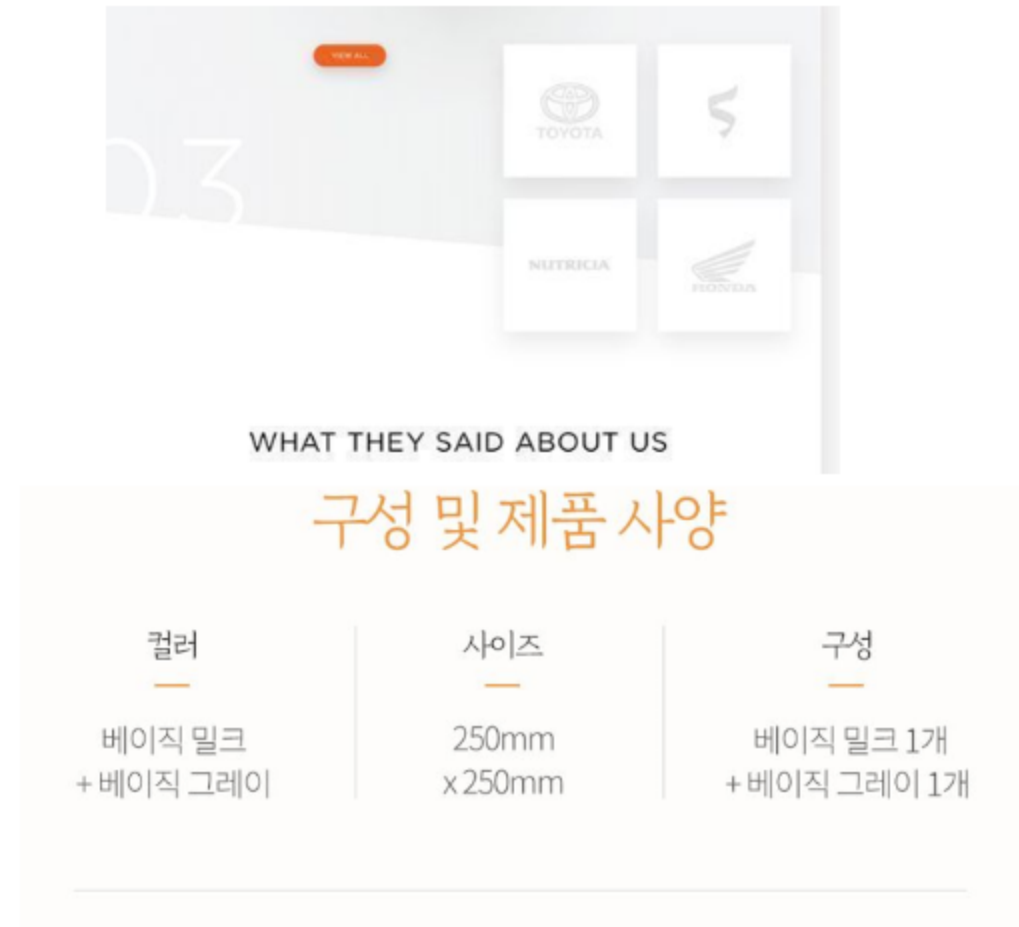 VIEW ALL
03
TOYOTA
NUTRICIA
HONDA
WHAT THEY SAID ABOUT US
구성 및 제품 사양
컬러
사이즈
구성
베이직 밀크
+ 베이직 그레이
250mm
x 250mm
베이직 밀크 1개
+ 베이직 그레이 1개